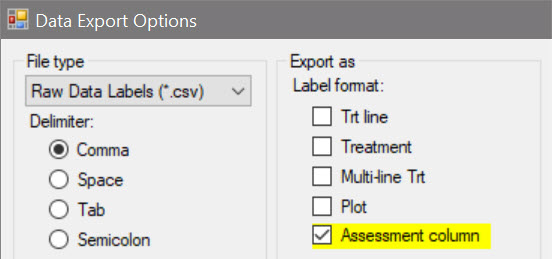 Data Export Options
File type
Raw Data Labels (*.csv)
Delimiter:
Comma
Space
Tab
Semicolon
Export as
Label format:
Trt line
Treatment
Multi-line Trt
Plot
Assessment column